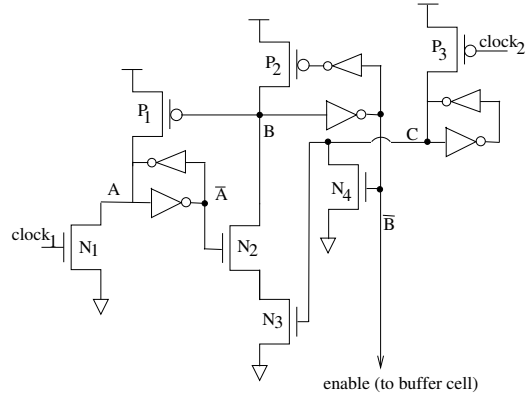 clock2
P3
P2
P1
B
C
A
A
N4
B
clock1
N1
N2
N3
enable (to buffer cell)